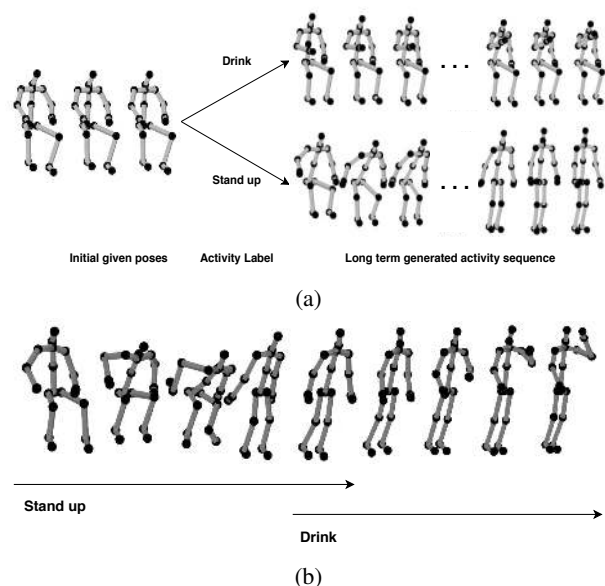 Drink
. . .
Stand up
. . .
Initial given poses Activity Label Long term generated activity sequence
(a)
Stand up
Drink
(b)